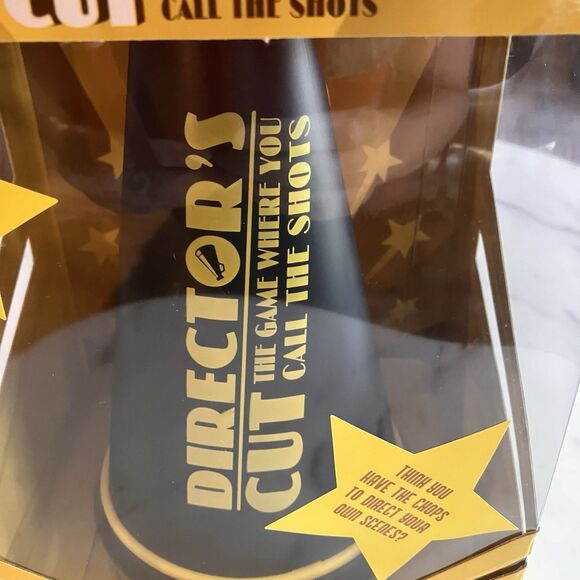 CUT
CALL THE SHOTS
DIRECTOR'S
CUT THE GAME WHERE YOU
CALL THE SHOTS
THINK YOU
HAVE THE CHOPS
TO DIRECT YOUR
OWN SCENES?